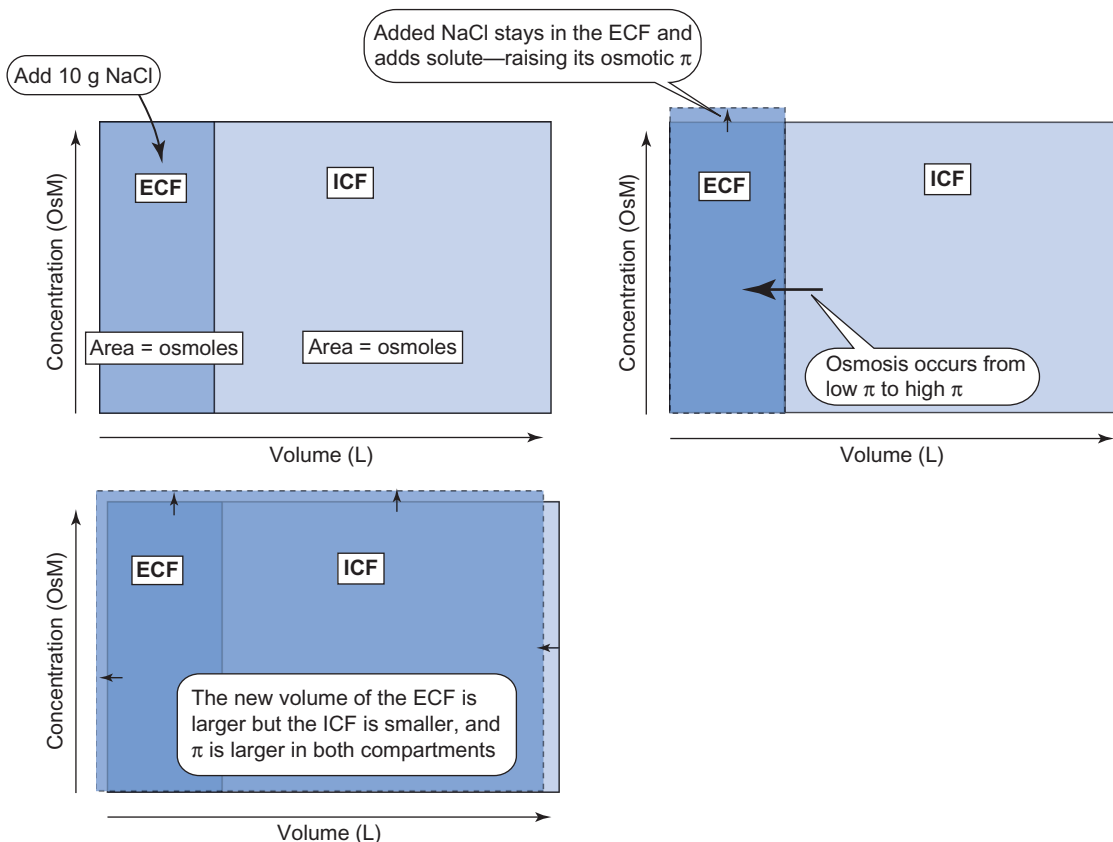 Add 10 g NaCl
Concentration (OsM)
ECF
ICF
Area = osmoles
Area = osmoles
Volume (L)
Added NaCl stays in the ECF and
adds solute—raising its osmotic π
Concentration (OsM)
ECF
ICF
Osmosis occurs from
low π to high π
Volume (L)
Concentration (OsM)
ECF
ICF
The new volume of the ECF is
larger but the ICF is smaller, and
π is larger in both compartments
Volume (L)